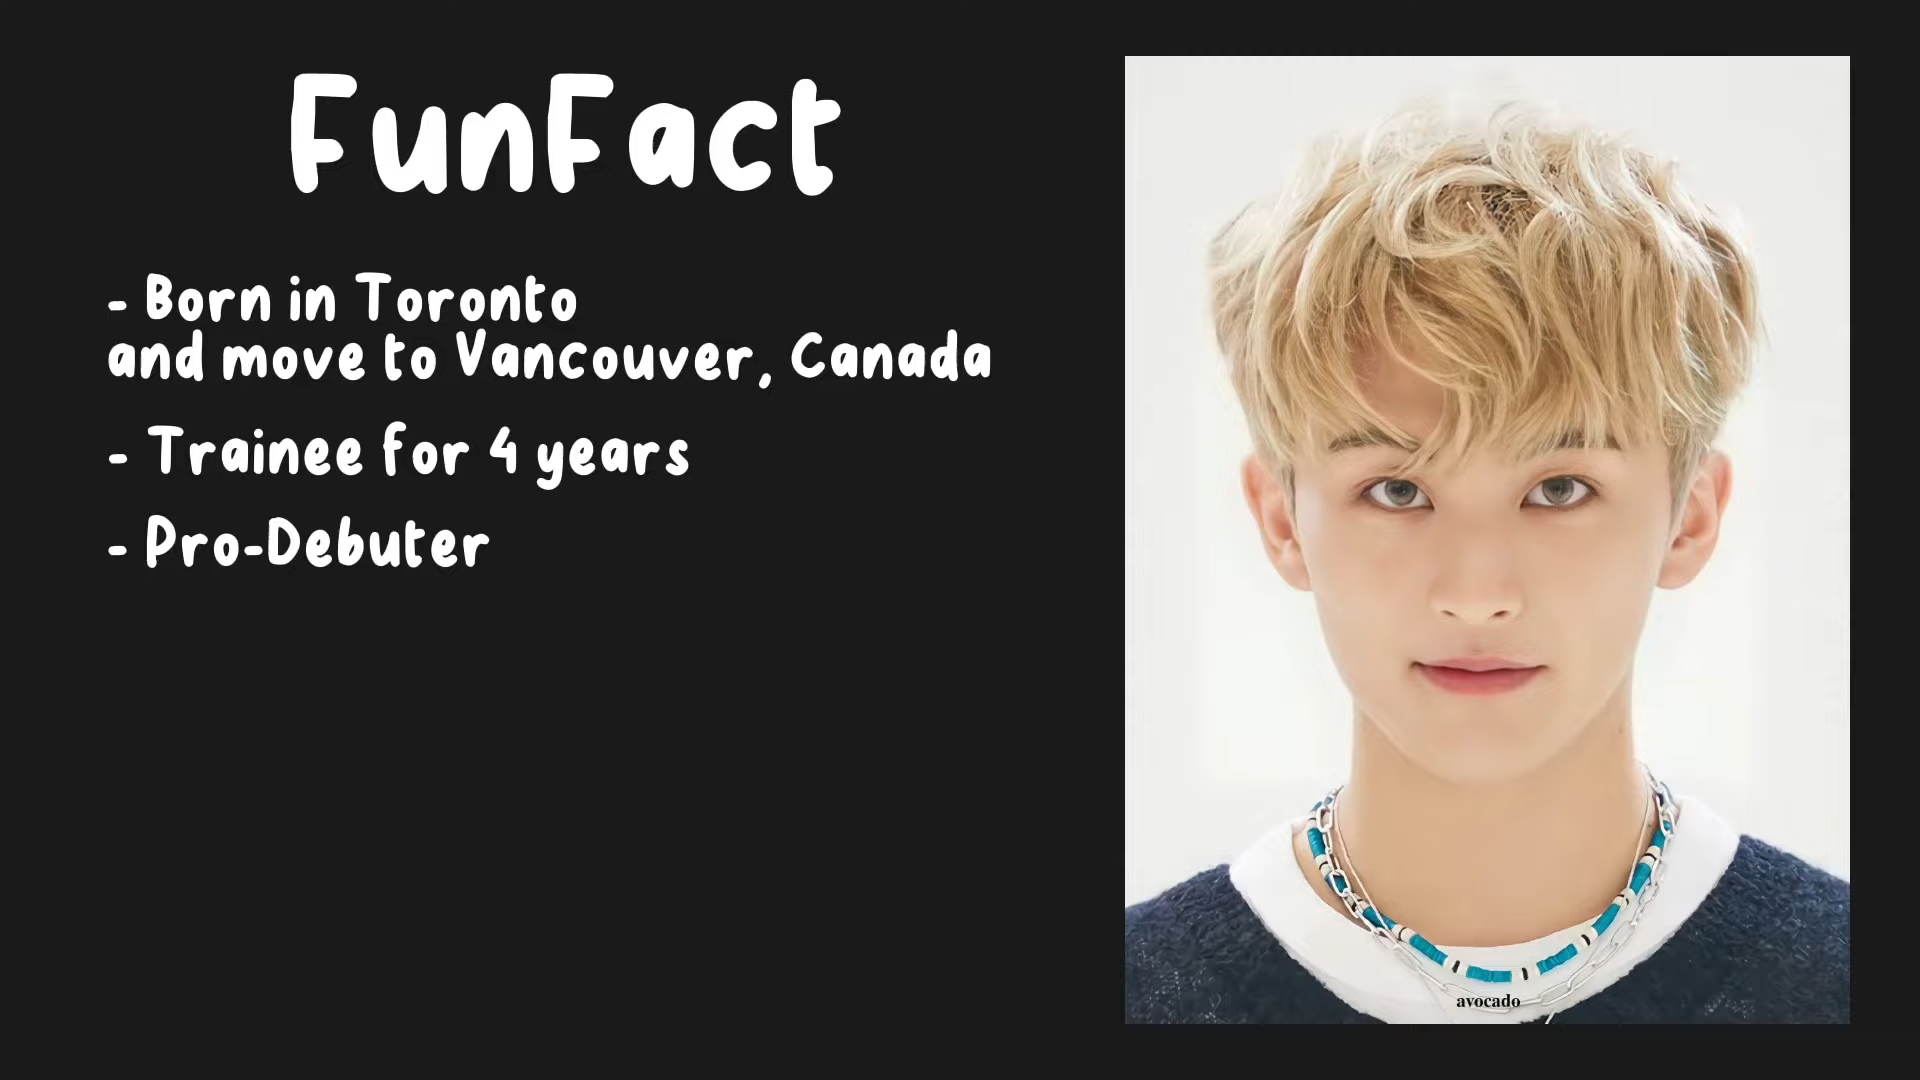 FunFact
- Born in Toronto
and move to Vancouver, Canada
- Trainee for 4 years
- Pro-Debuter
avocado